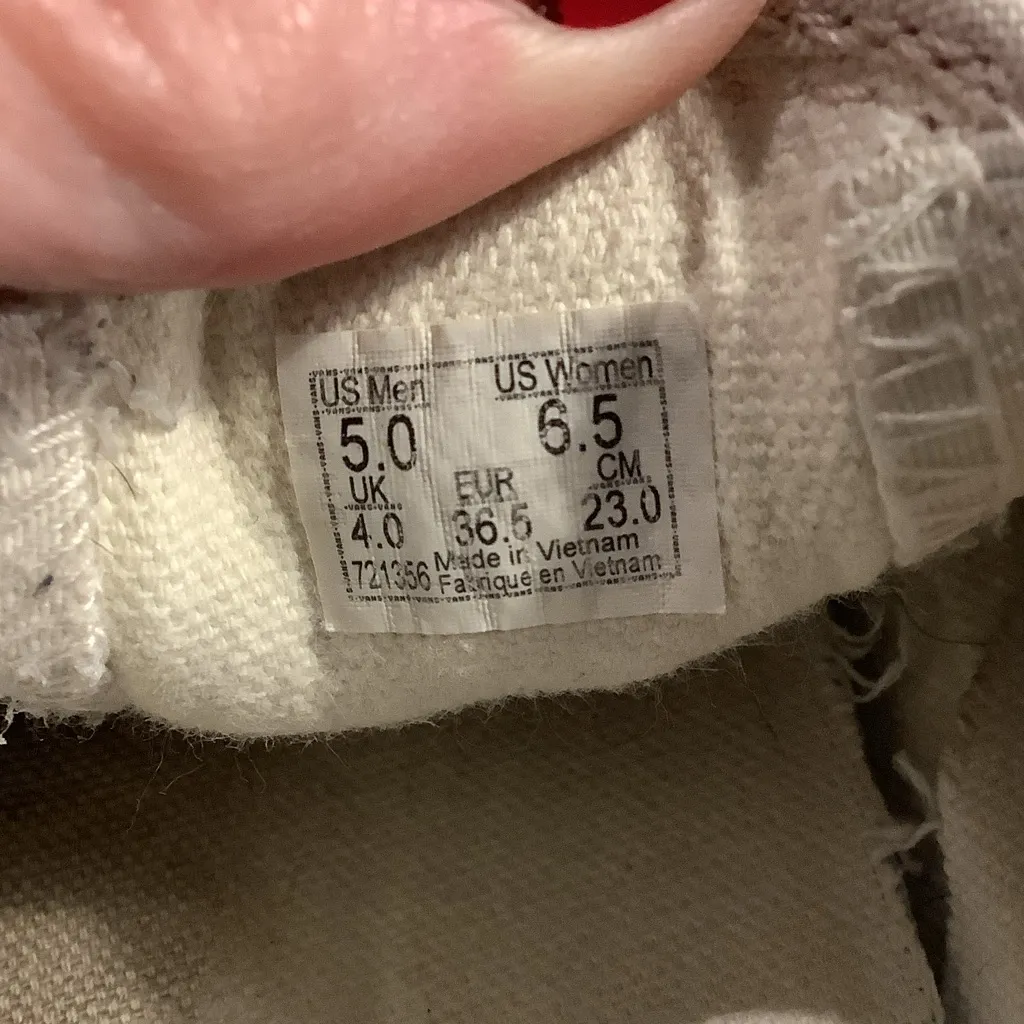 US Men US Women
5.0 6.5
UK EUR CM
4.0 36.5 23.0
721356 Made in Vietnam
Fabriqué en Vietnam